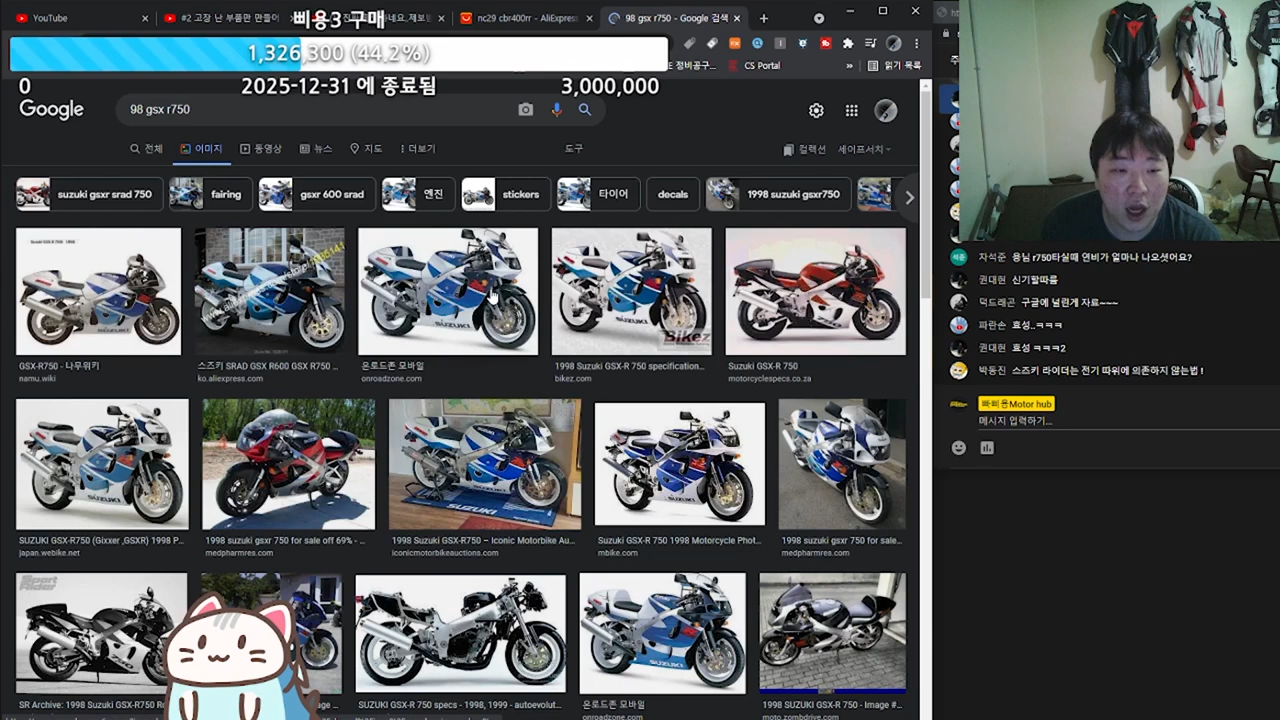 YouTube
#2 고장 난 부품만 만들어
nc29 cbr400rr - AliExpress
98 gsx r750 - Google 검색
삐용3 구매
1,326,300 (44.2%)
0
2025-12-31 에 종료됨
3,000,000
CS Portal
읽기 목록
Google
98 gsx r750
전체
이미지
동영상
뉴스
지도
더보기
도구
컬렉션
세이프서치
suzuki gsxr srad 750
fairing
gsxr 600 srad
엔진
stickers
타이어
decals
1998 suzuki gsxr750
GSX-R750 - 나무위키
namu.wiki
스즈키 SRAD GSX R600 GSX R750 ...
ko.aliexpress.com
온로드존 모바일
onroadzone.com
1998 Suzuki GSX-R 750 specification...
bikez.com
Suzuki GSX-R 750
motorcyclespecs.co.za
SUZUKI GSX-R750 (Gixxer ,GSXR) 1998 P...
japan.webike.net
1998 suzuki gsxr 750 for sale off 69% - ...
medpharmres.com
1998 Suzuki GSX-R750 – Iconic Motorbike Au...
iconicmotorbikeauctions.com
SUZUKI GSX-R 750 1998 Motorcycle Phot...
mbike.com
1998 suzuki gsxr 750 for sale...
medpharmres.com
SR Archive: 1998 Suzuki GSX-R750 Ro
SUZUKI GSX-R 750 specs - 1998, 1999 - autoevolut...
온로드존 모바일
onroadzone.com
1998 SUZUKI GSX-R 750 - Image #...
moto.zombdrive.com
자석준 용님 r750타실때 연비가 얼마나 나오셧어요?
권대현 신기할따름
덕드래곤 구글에 널린게 자료~~~
파란손 효성..ㅋㅋㅋ
권대현 효성 ㅋㅋㅋ2
박동진 스즈키 라이더는 전기 따위에 의존하지 않는법 !
빠삐용Motor hub
메시지 입력하기...